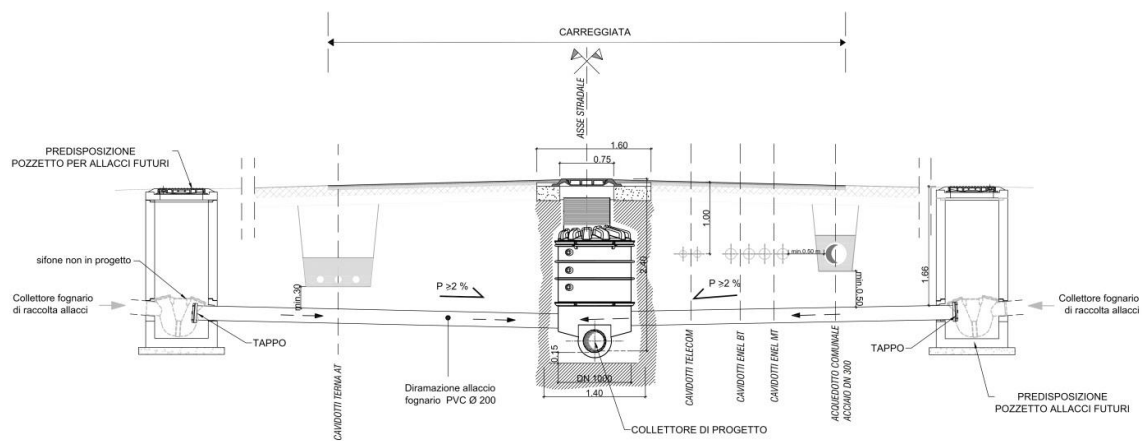 CARREGGIATA
ASSE STRADALE
1.60
0.75
PREDISPOSIZIONE
POZZETTO PER ALLACCI FUTURI
1.00
2.40
min.0.50 m
1.66
sifone non in progetto
P ≥2 %
P ≥2 %
min.30
min.0.50
Collettore fognario
di raccolta allacci
Collettore fognario
di raccolta allacci
TAPPO
TAPPO
0.15
DN 1000
1.40
Diramazione allaccio
fognario PVC Ø 200
CAVIDOTTI TERNA AT
CAVIDOTTI TELECOM
CAVIDOTTI ENEL BT
CAVIDOTTI ENEL MT
ACQUEDOTTO COMUNALE
ACCIAIO DN 300
PREDISPOSIZIONE
POZZETTO ALLACCI FUTURI
COLLETTORE DI PROGETTO